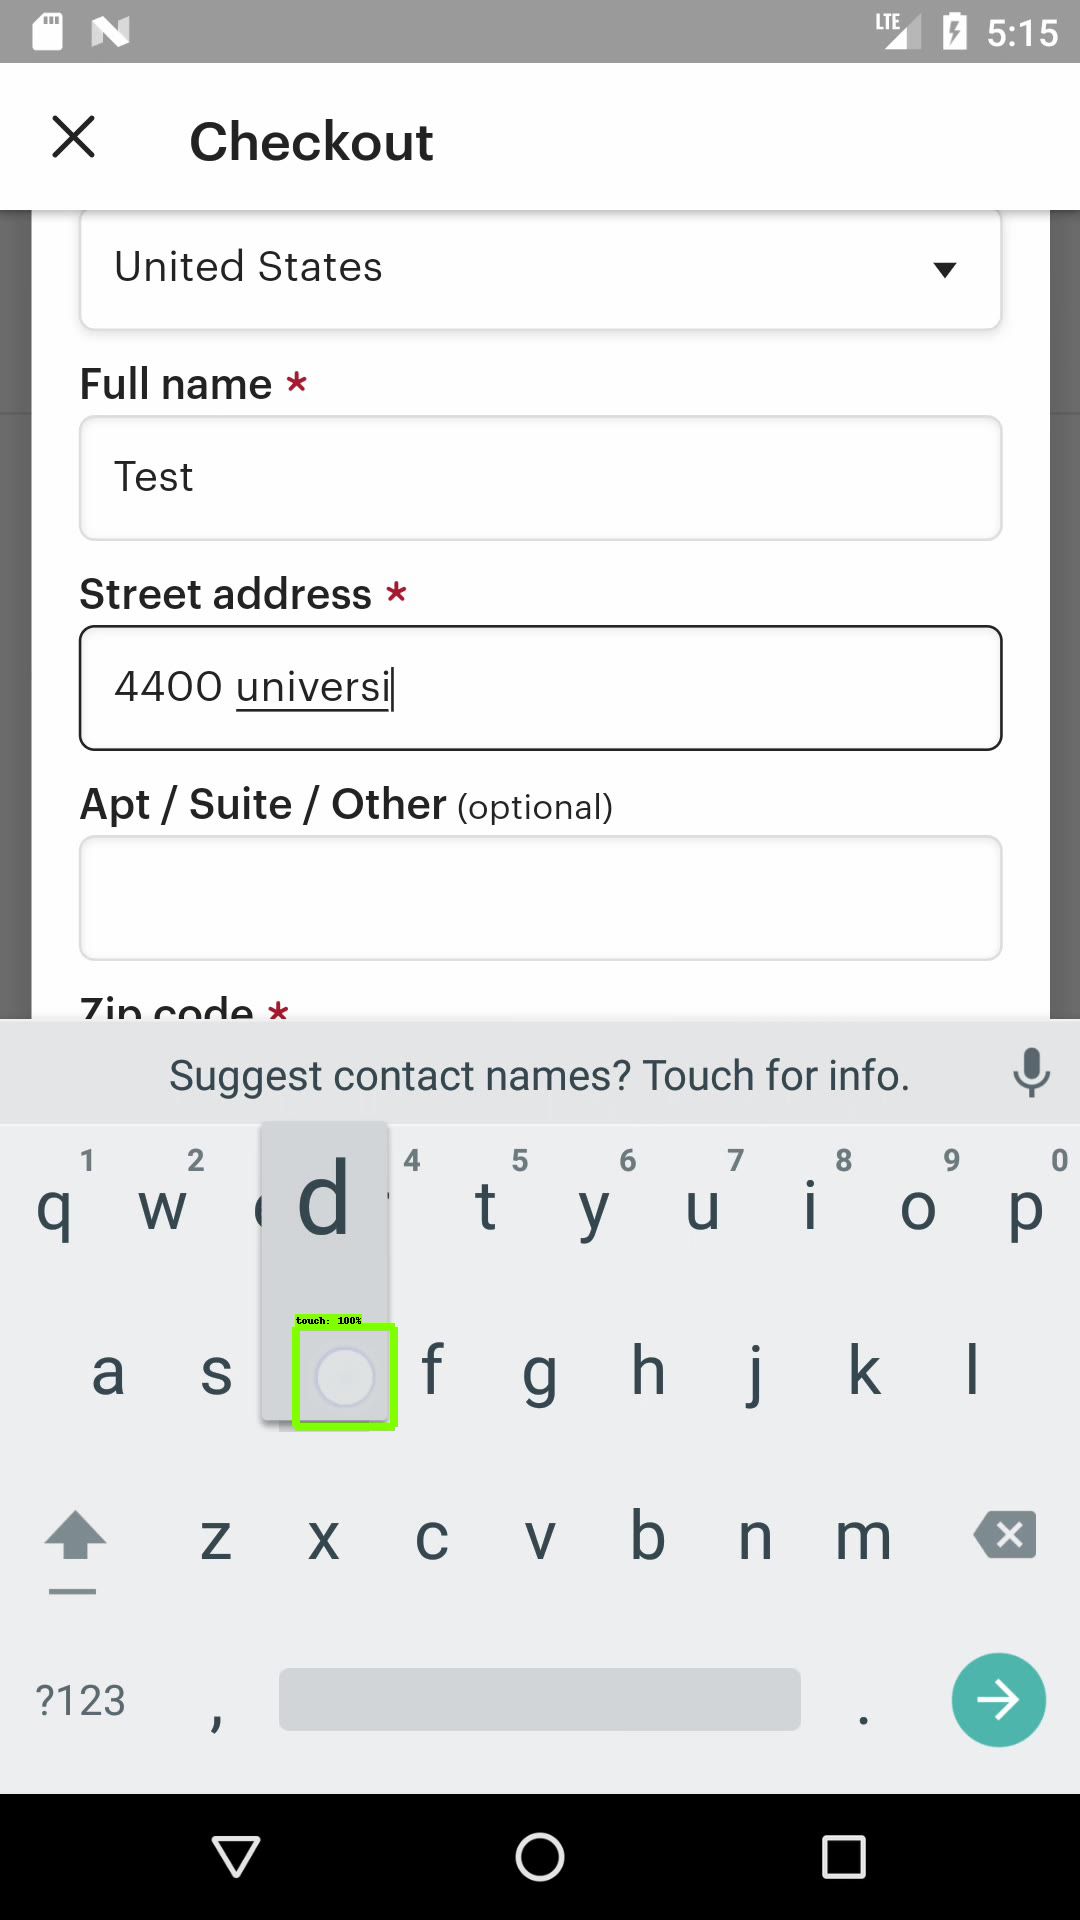 LTE 5:15
Checkout
United States
Full name *
Test
Street address *
4400 universi
Apt / Suite / Other (optional)
Zip code *
Suggest contact names? Touch for info.
1 2 4 5 6 7 8 9 0
q w d t y u i o p
touch: 100%
a s f g h j k l
z x c v b n m
?123 , .